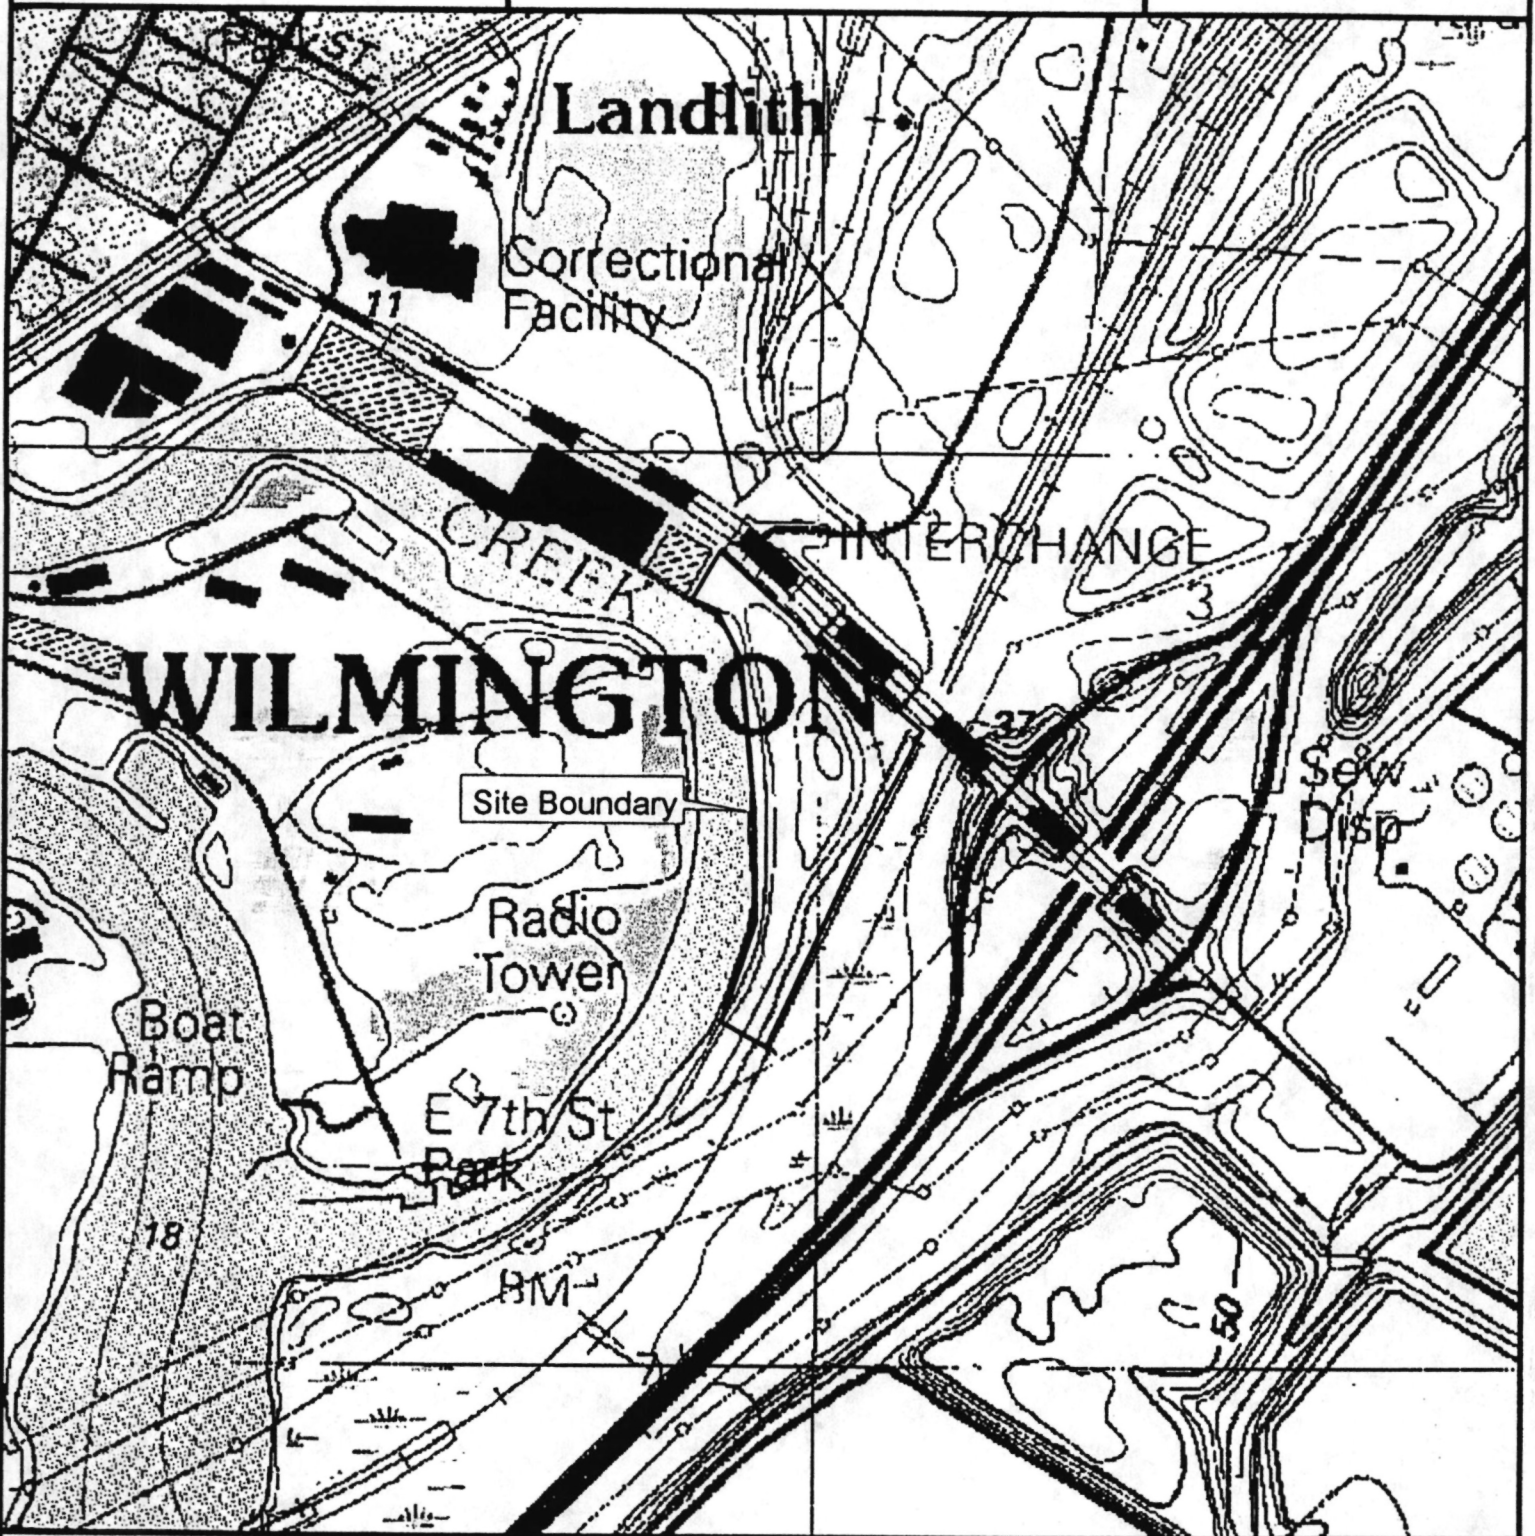 Landlith
Correctional
Facility
11
CREEK
INTERCHANGE
3
WILMINGTON
37
Site Boundary
Sew
Disp
Radio
Tower
Boat
Ramp
E 7th St
Park
18
BM
50